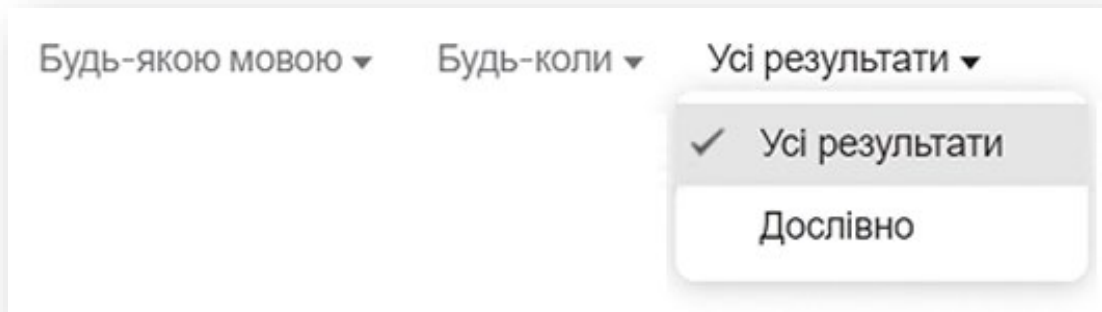 Будь-якою мовою ▾ Будь-коли ▾ Усі результати ▾
✓ Усі результати
Дослівно